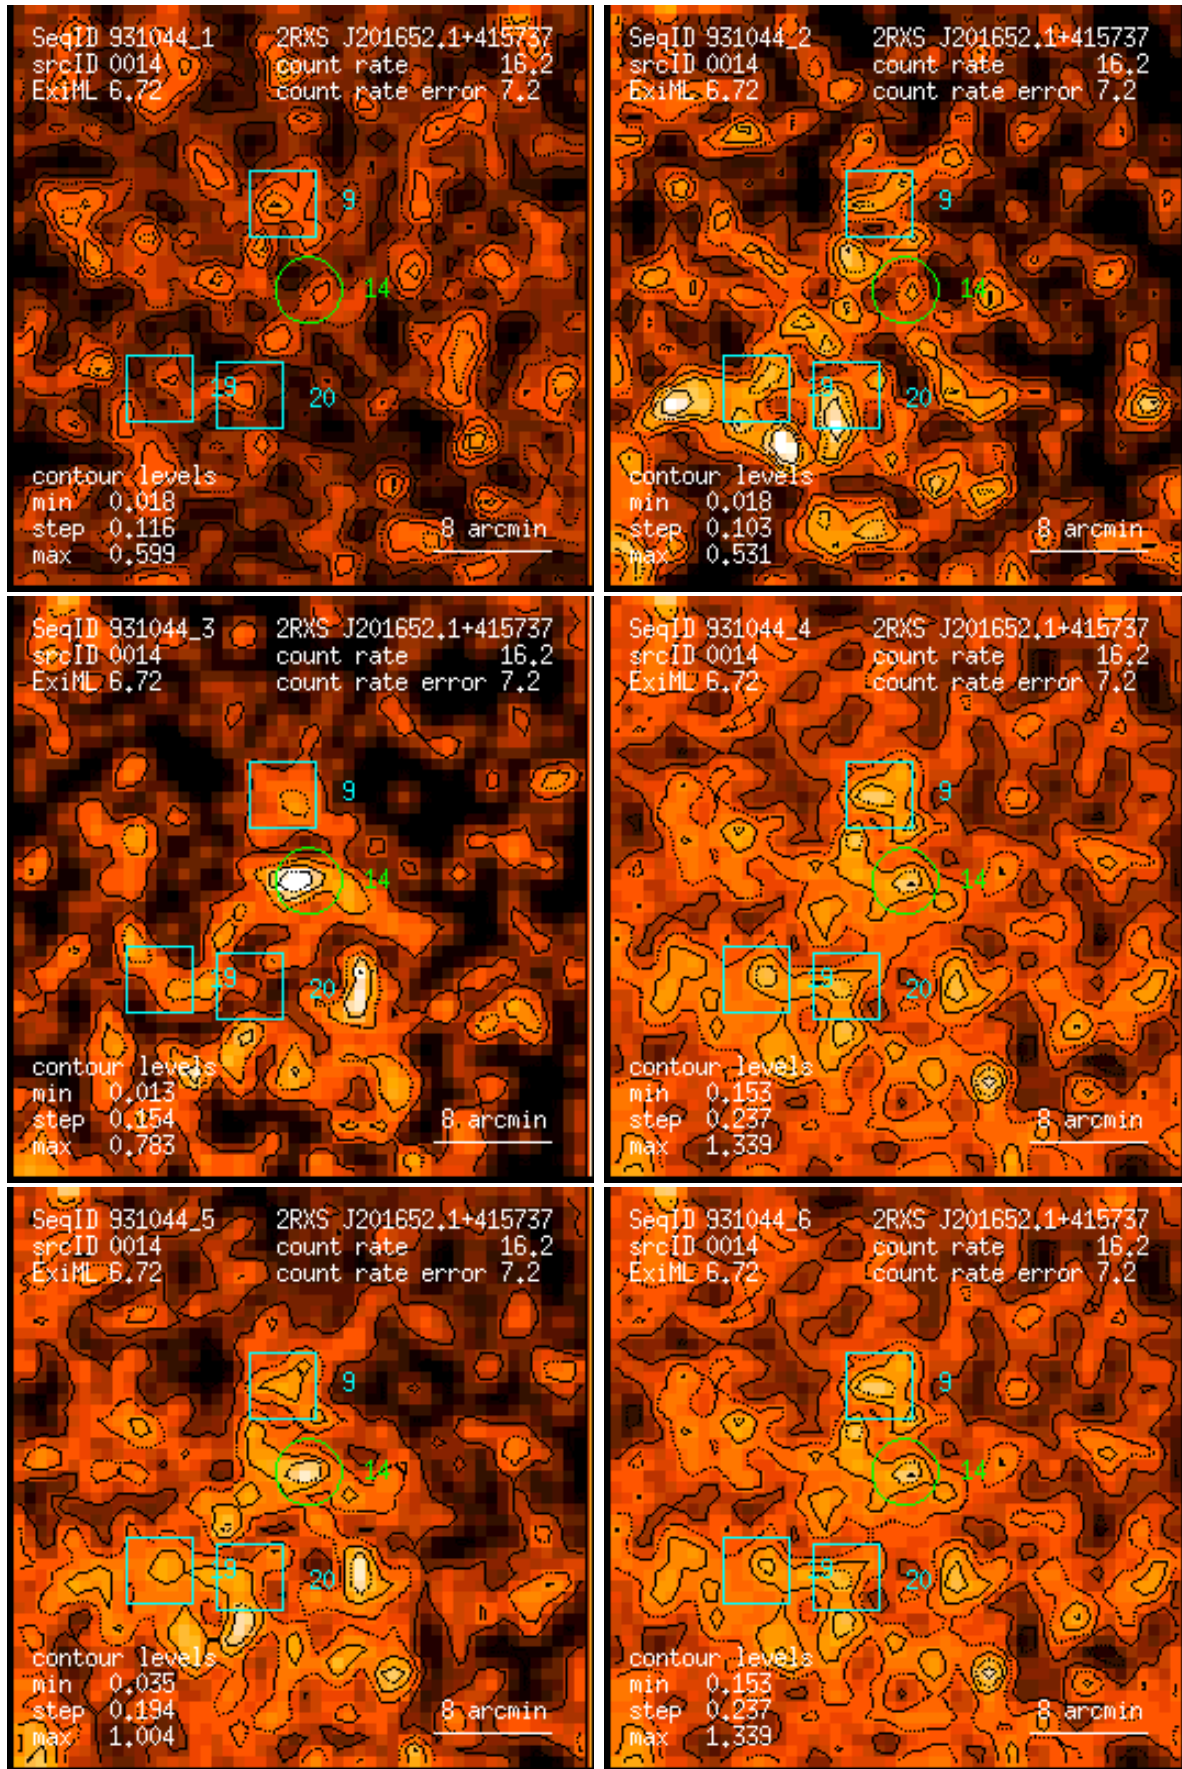 SeqID 931044_1 2RXS J201652.1+415737
srcID 0014 count rate 16.2
ExiML 6.72 count rate error 7.2
9
14
19 20
contour levels
min 0.018
step 0.116 8 arcmin
max 0.599
SeqID 931044_2 2RXS J201652.1+415737
srcID 0014 count rate 16.2
ExiML 6.72 count rate error 7.2
9
14
19 20
contour levels
min 0.018
step 0.103 8 arcmin
max 0.531
SeqID 931044_3 2RXS J201652.1+415737
srcID 0014 count rate 16.2
ExiML 6.72 count rate error 7.2
9
14
19 20
contour levels
min 0.013
step 0.154 8 arcmin
max 0.783
SeqID 931044_4 2RXS J201652.1+415737
srcID 0014 count rate 16.2
ExiML 6.72 count rate error 7.2
9
14
19 20
contour levels
min 0.153
step 0.237 8 arcmin
max 1.339
SeqID 931044_5 2RXS J201652.1+415737
srcID 0014 count rate 16.2
ExiML 6.72 count rate error 7.2
9
14
19 20
contour levels
min 0.035
step 0.194 8 arcmin
max 1.004
SeqID 931044_6 2RXS J201652.1+415737
srcID 0014 count rate 16.2
ExiML 6.72 count rate error 7.2
9
14
19 20
contour levels
min 0.153
step 0.237 8 arcmin
max 1.339